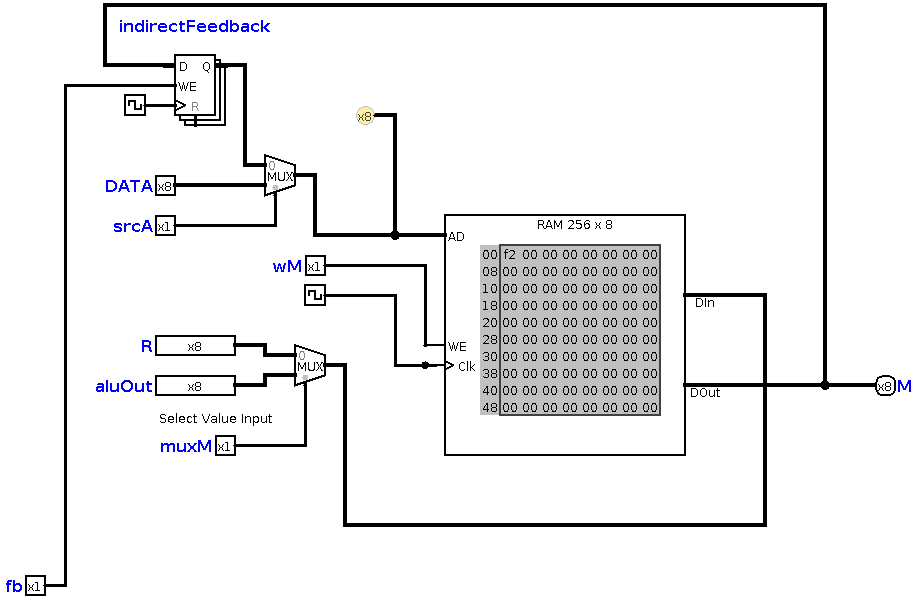 indirectFeedback
D Q
WE
R
x8
0
MUX
DATA x8
srcA x1
RAM 256 x 8
AD
00 f2 00 00 00 00 00 00 00
08 00 00 00 00 00 00 00 00
10 00 00 00 00 00 00 00 00
18 00 00 00 00 00 00 00 00
20 00 00 00 00 00 00 00 00
28 00 00 00 00 00 00 00 00
30 00 00 00 00 00 00 00 00
38 00 00 00 00 00 00 00 00
40 00 00 00 00 00 00 00 00
48 00 00 00 00 00 00 00 00
wM x1
DIn
WE
Clk
R x8
0
MUX
aluOut x8
DOut
x8 M
Select Value Input
muxM x1
fb x1